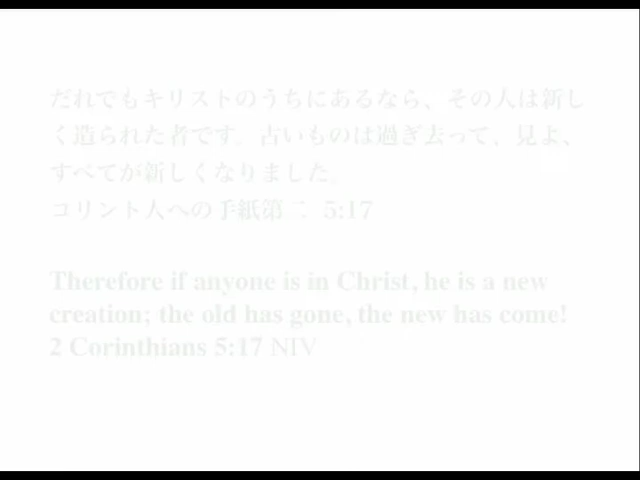 だれでもキリストのうちにあるなら、その人は新し
く造られた者です。古いものは過ぎ去って、見よ、
すべてが新しくなりました。
コリント人への手紙第二 5:17
Therefore if anyone is in Christ, he is a new
creation; the old has gone, the new has come!
2 Corinthians 5:17 NIV